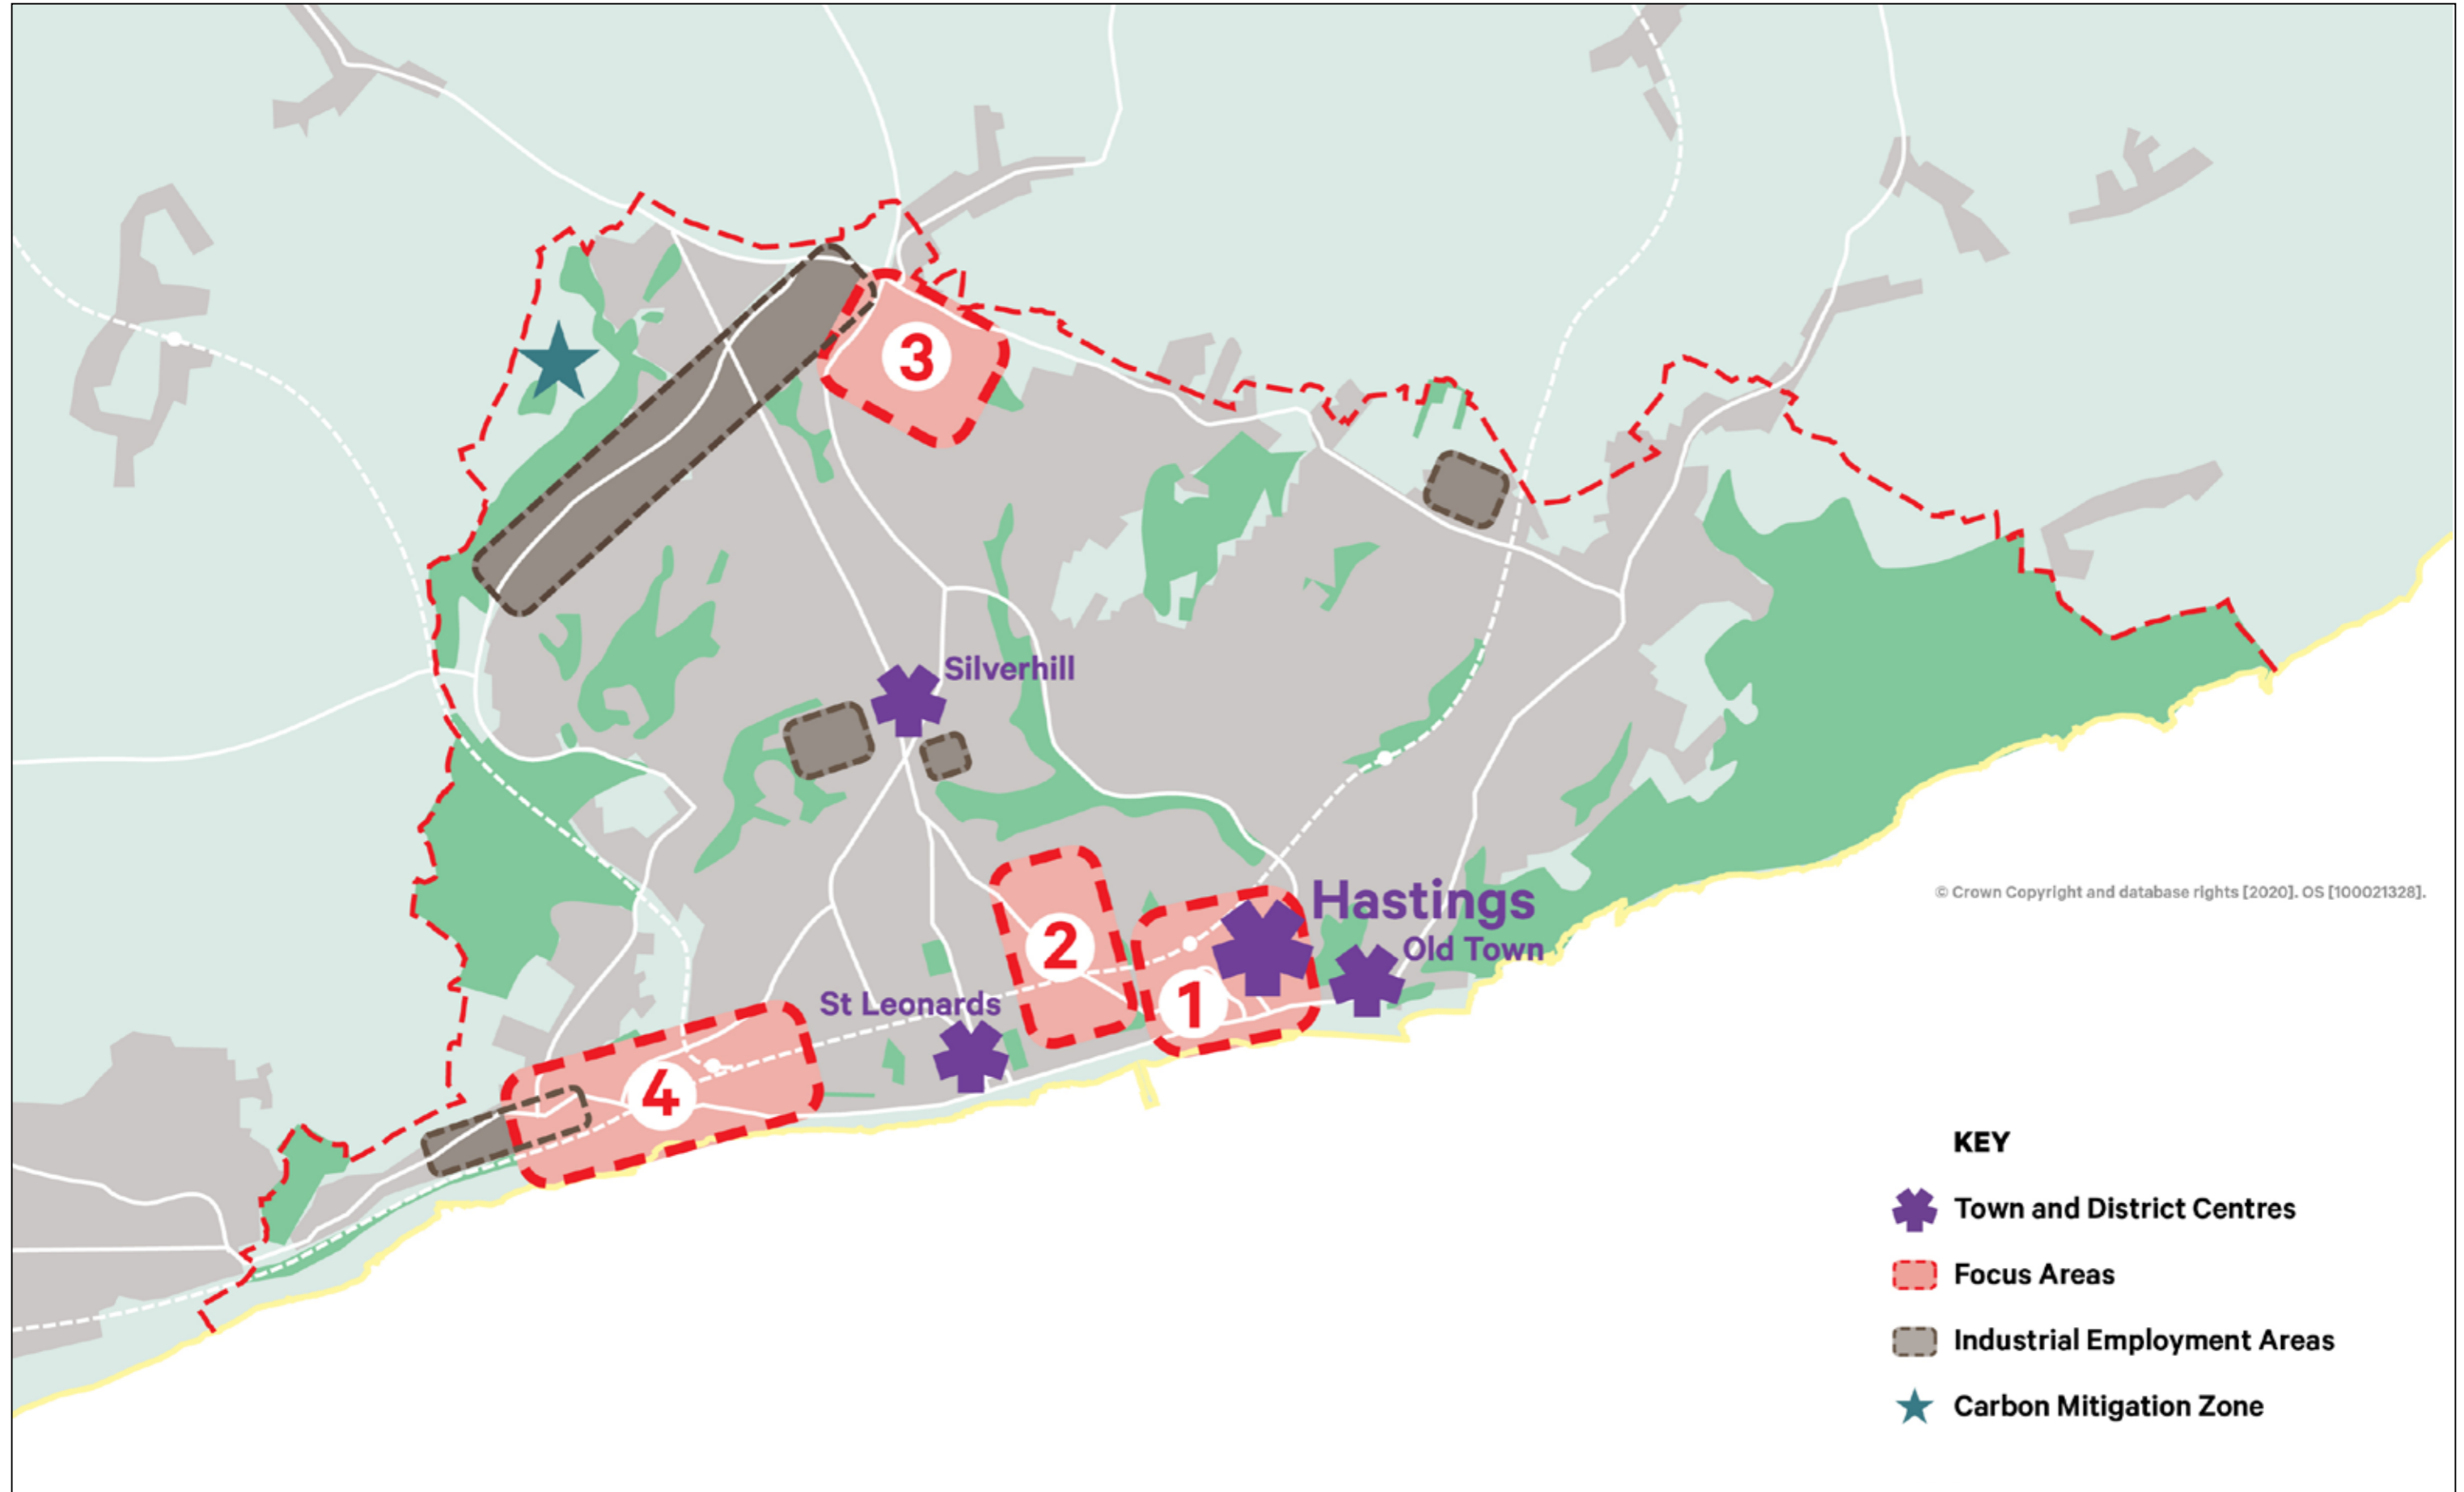 3
Silverhill
Hastings
Old Town
2
1
St Leonards
4
© Crown Copyright and database rights [2020]. OS [100021328].
KEY
Town and District Centres
Focus Areas
Industrial Employment Areas
Carbon Mitigation Zone